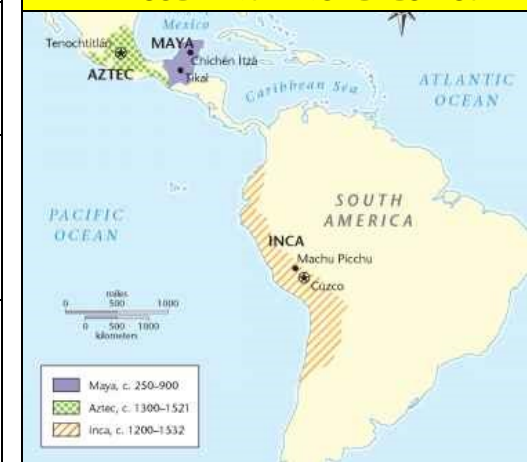 Mexico
Tenochtitlán
MAYA
Chichén Itzá
Tikal
AZTEC
Caribbean Sea
ATLANTIC
OCEAN
PACIFIC
OCEAN
SOUTH
AMERICA
INCA
Machu Picchu
Cuzco
miles
0 500 1000
0 500 1000
kilometers
Maya, c. 250–900
Aztec, c. 1300–1521
Inca, c. 1200–1532